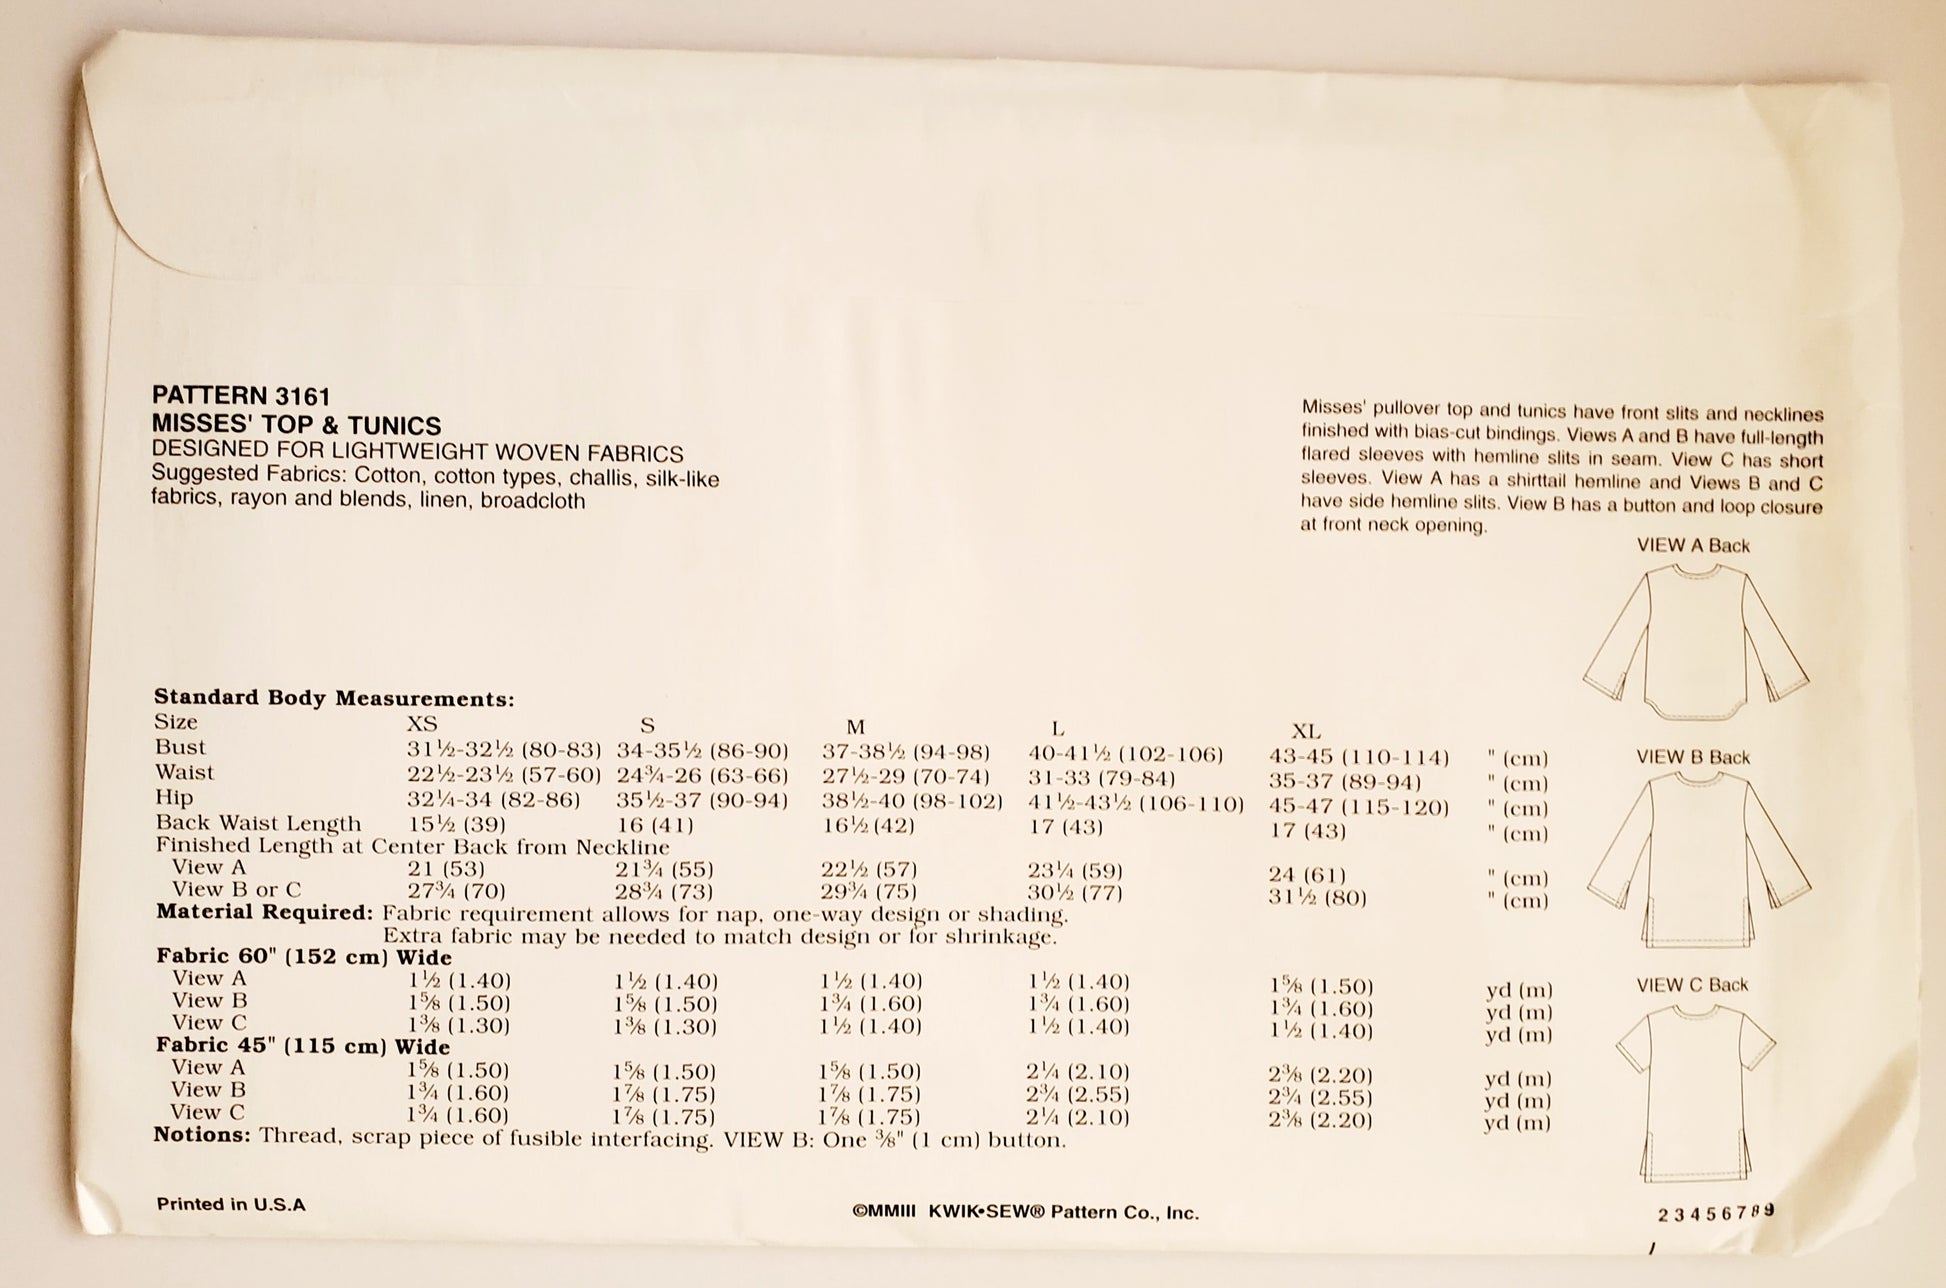 PATTERN 3161
MISSES' TOP & TUNICS
DESIGNED FOR LIGHTWEIGHT WOVEN FABRICS
Suggested Fabrics: Cotton, cotton types, challis, silk-like
fabrics, rayon and blends, linen, broadcloth
Misses' pullover top and tunics have front slits and necklines
finished with bias-cut bindings. Views A and B have full-length
flared sleeves with hemline slits in seam. View C has short
sleeves. View A has a shirttail hemline and Views B and C
have side hemline slits. View B has a button and loop closure
at front neck opening.
VIEW A Back
VIEW B Back
VIEW C Back
Standard Body Measurements:
Size XS S M L XL
Bust 31½-32½ (80-83) 34-35½ (86-90) 37-38½ (94-98) 40-41½ (102-106) 43-45 (110-114) " (cm)
Waist 22½-23½ (57-60) 24¾-26 (63-66) 27½-29 (70-74) 31-33 (79-84) 35-37 (89-94) " (cm)
Hip 32¼-34 (82-86) 35½-37 (90-94) 38½-40 (98-102) 41½-43½ (106-110) 45-47 (115-120) " (cm)
Back Waist Length 15½ (39) 16 (41) 16½ (42) 17 (43) 17 (43) " (cm)
Finished Length at Center Back from Neckline
View A 21 (53) 21¾ (55) 22½ (57) 23¼ (59) 24 (61) " (cm)
View B or C 27¾ (70) 28¾ (73) 29¾ (75) 30½ (77) 31½ (80) " (cm)
Material Required: Fabric requirement allows for nap, one-way design or shading.
Extra fabric may be needed to match design or for shrinkage.
Fabric 60" (152 cm) Wide
View A 1½ (1.40) 1½ (1.40) 1½ (1.40) 1½ (1.40) 1⅝ (1.50) yd (m)
View B 1⅝ (1.50) 1⅝ (1.50) 1¾ (1.60) 1¾ (1.60) 1¾ (1.60) yd (m)
View C 1⅜ (1.30) 1⅜ (1.30) 1½ (1.40) 1½ (1.40) 1½ (1.40) yd (m)
Fabric 45" (115 cm) Wide
View A 1⅝ (1.50) 1⅝ (1.50) 1⅝ (1.50) 2¼ (2.10) 2⅜ (2.20) yd (m)
View B 1¾ (1.60) 1⅞ (1.75) 1⅞ (1.75) 2¾ (2.55) 2¾ (2.55) yd (m)
View C 1¾ (1.60) 1⅞ (1.75) 1⅞ (1.75) 2¼ (2.10) 2⅜ (2.20) yd (m)
Notions: Thread, scrap piece of fusible interfacing. VIEW B: One ⅜" (1 cm) button.
Printed in U.S.A
©MMIII KWIK•SEW® Pattern Co., Inc.
2 3 4 5 6 7 8 9
/